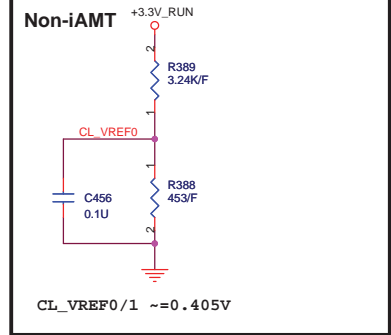 Non-iAMT
+3.3V_RUN
2
R389
3.24K/F
1
CL_VREF0
1
C456
0.1U
R388
453/F
2
CL_VREF0/1 ~=0.405V